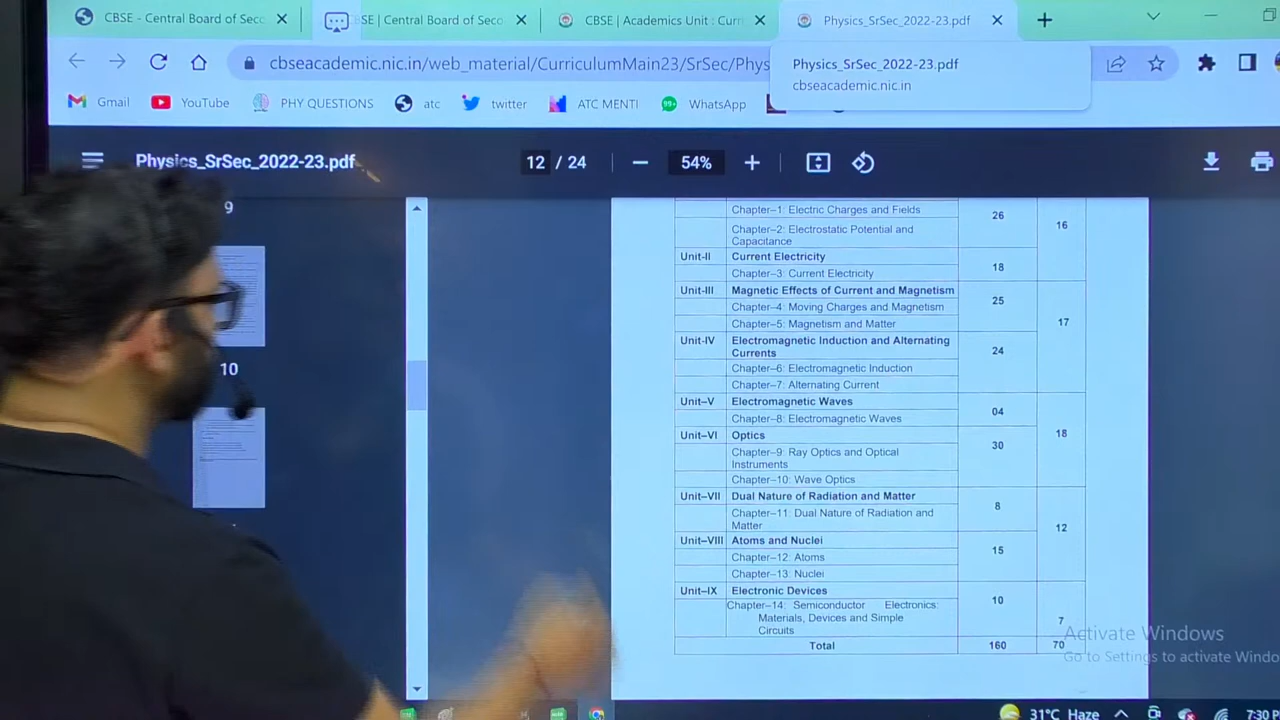 CBSE - Central Board of Secc
SE | Central Board of Seco
CBSE | Academics Unit : Curr
Physics_SrSec_2022-23.pdf
cbseacademic.nic.in/web_material/CurriculumMain23/SrSec/Phys
Physics_SrSec_2022-23.pdf
cbseacademic.nic.in
Gmail
YouTube
PHY QUESTIONS
atc
twitter
ATC MENTI
99+
WhatsApp
Physics_SrSec_2022-23.pdf
12 / 24
54%
9
10
Chapter–1: Electric Charges and Fields
26
16
Chapter–2: Electrostatic Potential and
Capacitance
Unit-II Current Electricity
18
Chapter–3: Current Electricity
Unit-III Magnetic Effects of Current and Magnetism
25
17
Chapter–4: Moving Charges and Magnetism
Chapter–5: Magnetism and Matter
Unit-IV Electromagnetic Induction and Alternating
Currents
24
Chapter–6: Electromagnetic Induction
Chapter–7: Alternating Current
Unit–V Electromagnetic Waves
04
18
Chapter–8: Electromagnetic Waves
Unit–VI Optics
30
Chapter–9: Ray Optics and Optical
Instruments
Chapter–10: Wave Optics
Unit–VII Dual Nature of Radiation and Matter
8
12
Chapter–11: Dual Nature of Radiation and
Matter
Unit–VIII Atoms and Nuclei
15
Chapter–12: Atoms
Chapter–13: Nuclei
Unit–IX Electronic Devices
10
7
Chapter–14: Semiconductor Electronics:
Materials, Devices and Simple
Circuits
Total 160 70
Activate Windows
Go to Settings to activate Windo
31°C Haze
7:30 P